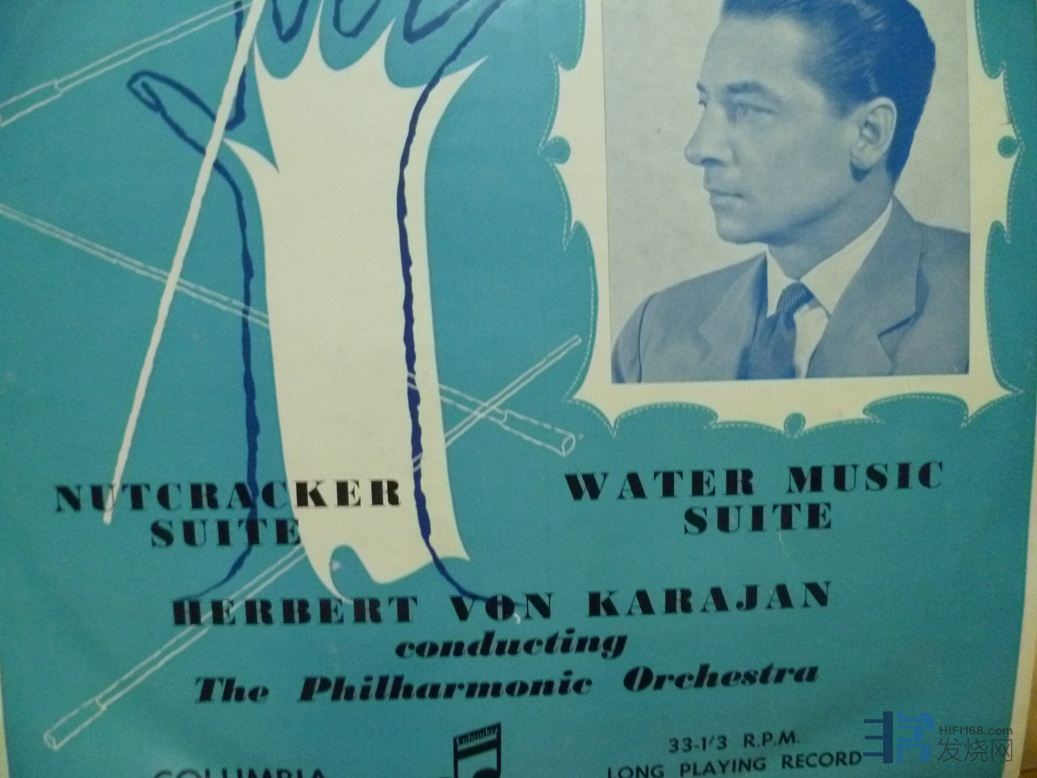 NUTCRACKER
SUITE
WATER MUSIC
SUITE
HERBERT VON KARAJAN
conducting
The Philharmonic Orchestra
COLUMBIA
Columbia
33-1/3 R.P.M.
LONG PLAYING RECORD
HIFI168.com
发烧网